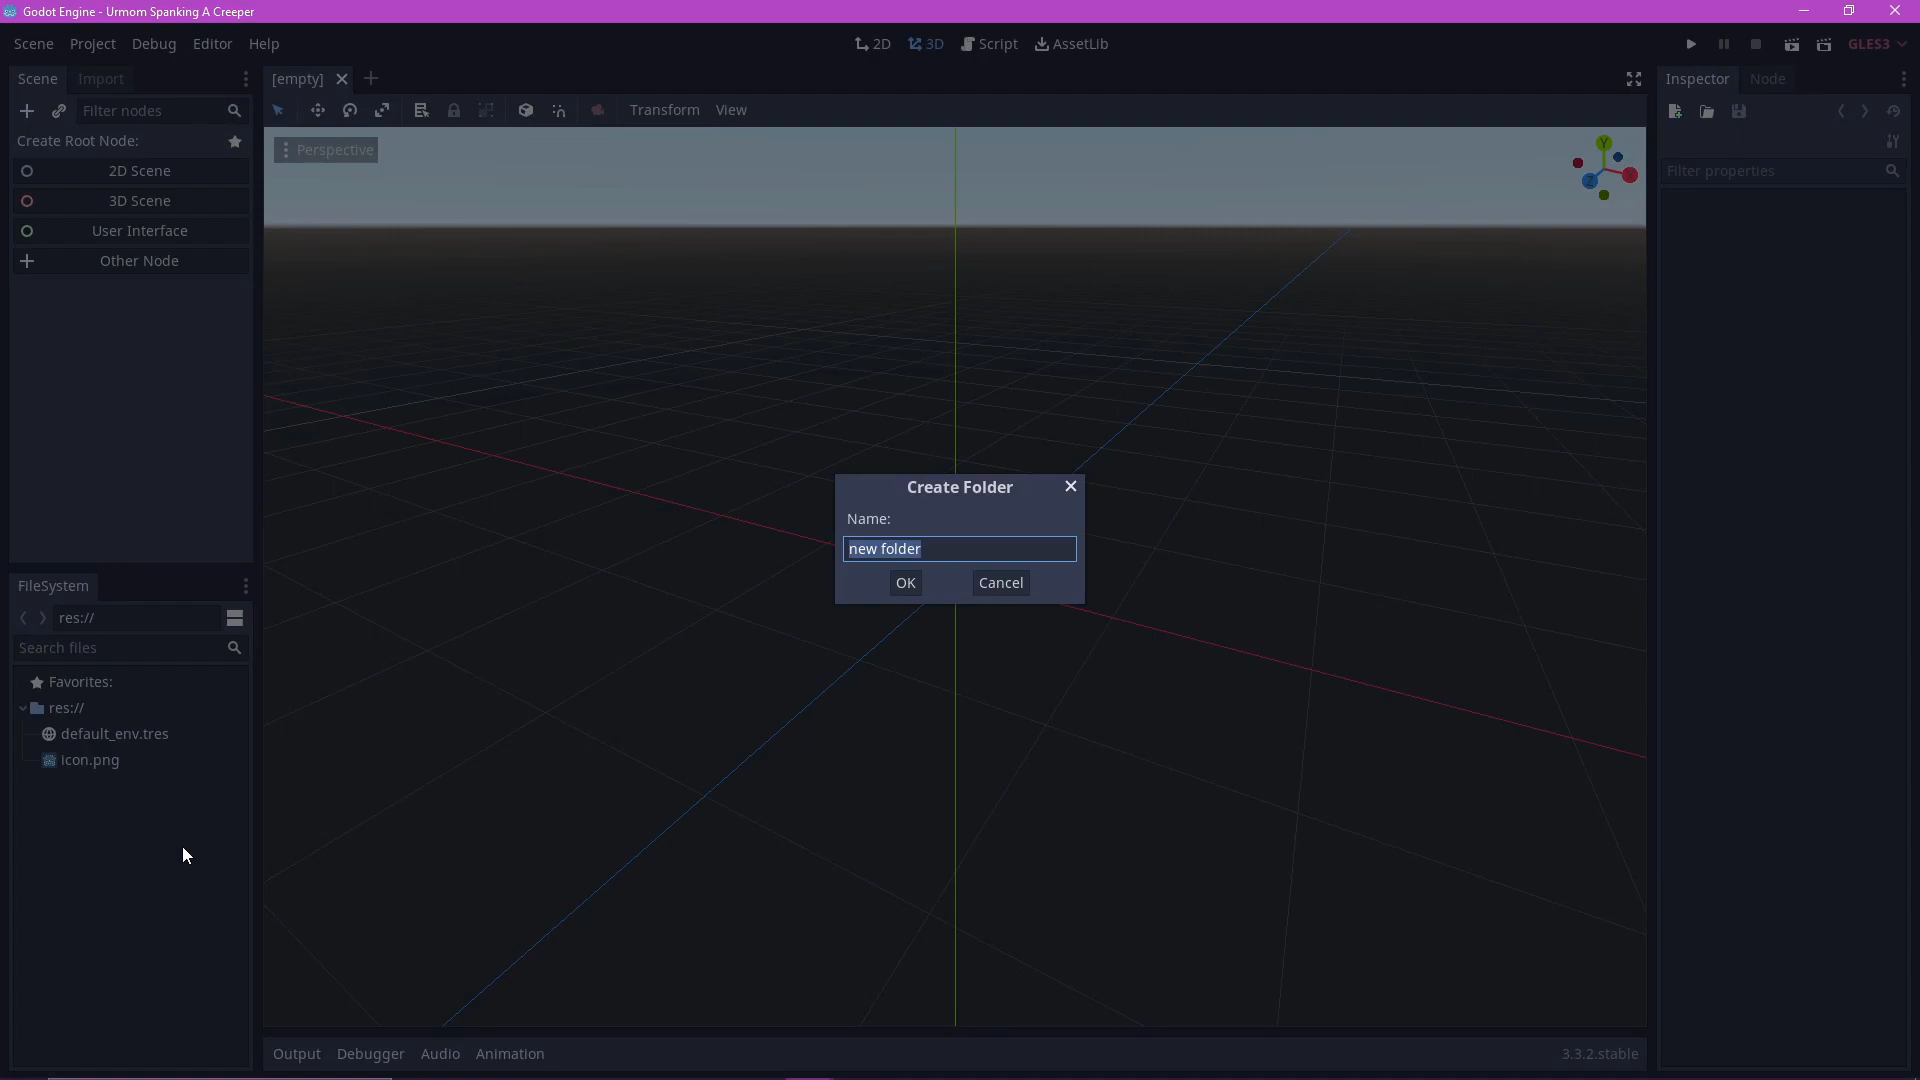 Godot Engine - Urmom Spanking A Creeper
Scene Project Debug Editor Help
2D 3D Script AssetLib
GLES3
Scene Import
[empty]
Inspector Node
Filter nodes
Transform View
Create Root Node:
Perspective
2D Scene
3D Scene
User Interface
Other Node
Y
X
Z
Filter properties
Create Folder
Name:
new folder
OK Cancel
FileSystem
res://
Search files
Favorites:
res://
default_env.tres
icon.png
Output Debugger Audio Animation
3.3.2.stable